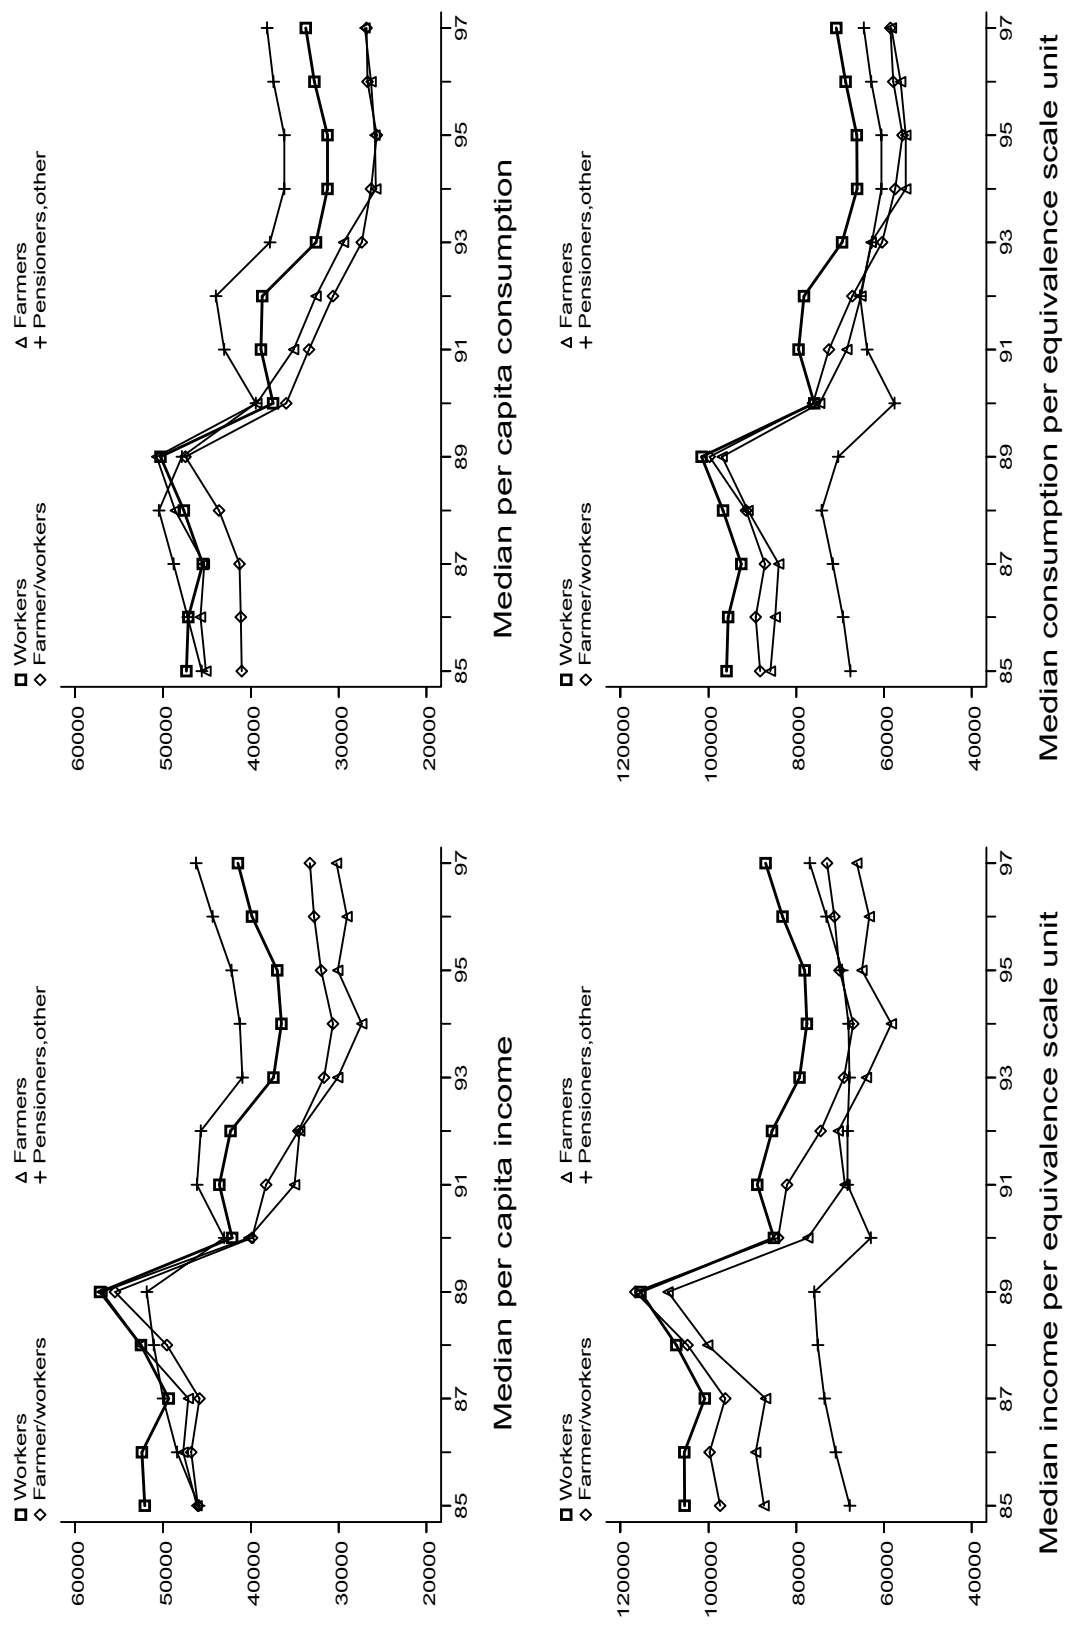 □ Workers △ Farmers
◇ Farmer/workers + Pensioners,other
60000
50000
40000
30000
20000
85 87 89 91 93 95 97
Median per capita income
□ Workers △ Farmers
◇ Farmer/workers + Pensioners,other
60000
50000
40000
30000
20000
85 87 89 91 93 95 97
Median per capita consumption
□ Workers △ Farmers
◇ Farmer/workers + Pensioners,other
120000
100000
80000
60000
40000
85 87 89 91 93 95 97
Median income per equivalence scale unit
□ Workers △ Farmers
◇ Farmer/workers + Pensioners,other
120000
100000
80000
60000
40000
85 87 89 91 93 95 97
Median consumption per equivalence scale unit